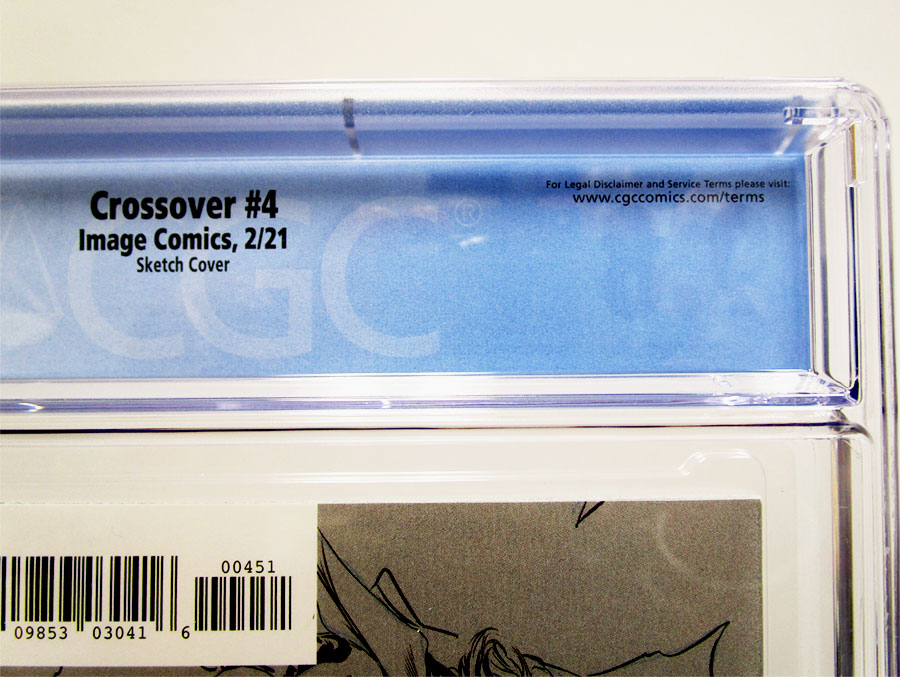 Crossover #4
Image Comics, 2/21
Sketch Cover
For Legal Disclaimer and Service Terms please visit:
www.cgccomics.com/terms
CGC®
00451
09853 03041 6